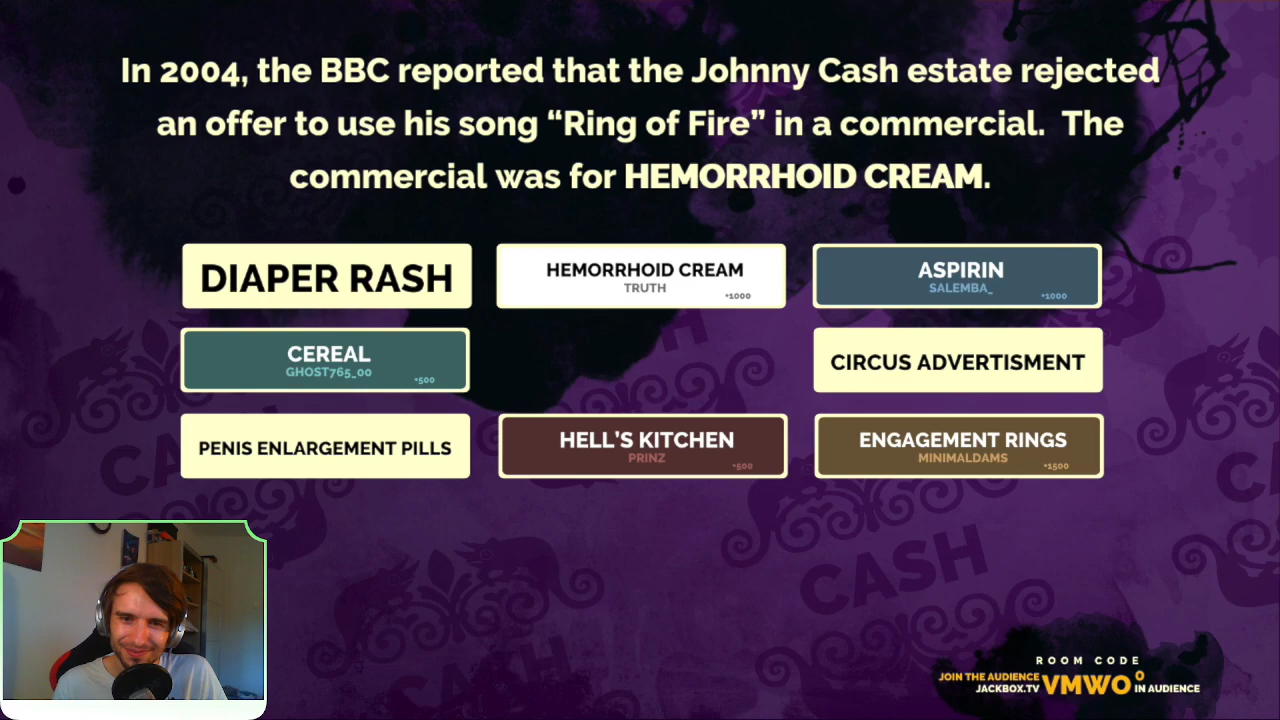 In 2004, the BBC reported that the Johnny Cash estate rejected
an offer to use his song “Ring of Fire” in a commercial. The
commercial was for HEMORRHOID CREAM.
DIAPER RASH
HEMORRHOID CREAM
TRUTH
+1000
ASPIRIN
SALEMBA_
+1000
CEREAL
GHOST765_00
+500
CIRCUS ADVERTISMENT
PENIS ENLARGEMENT PILLS
HELL'S KITCHEN
PRINZ
+500
ENGAGEMENT RINGS
MINIMALDAMS
+1500
CASH
CASH
CASH
ROOM CODE
JOIN THE AUDIENCE
JACKBOX.TV
VMWO
0
IN AUDIENCE